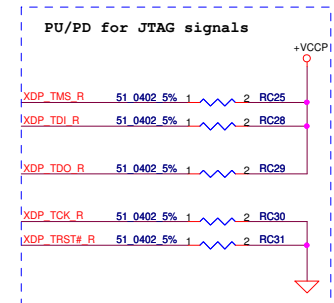 PU/PD for JTAG signals
+VCCP
XDP_TMS_R 51_0402_5% 1 2 RC25
XDP_TDI_R 51_0402_5% 1 2 RC28
XDP_TDO_R 51_0402_5% 1 2 RC29
XDP_TCK_R 51_0402_5% 1 2 RC30
XDP_TRST#_R 51_0402_5% 1 2 RC31